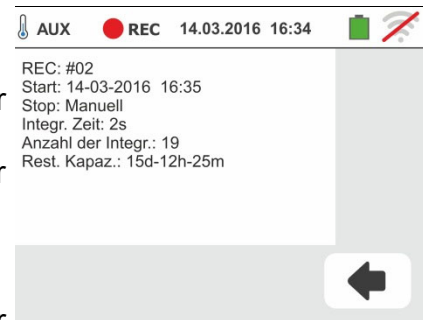 AUX REC 14.03.2016 16:34
REC: #02
Start: 14-03-2016 16:35
Stop: Manuell
Integr. Zeit: 2s
Anzahl der Integr.: 19
Rest. Kapaz.: 15d-12h-25m
r
r
r